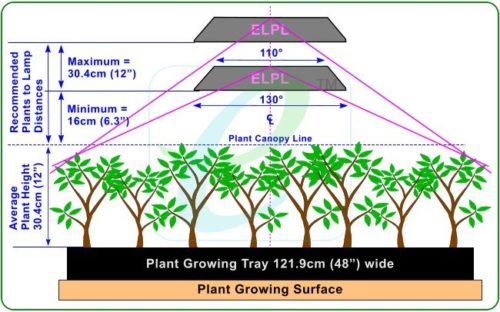 ELPL
110°
Maximum =
30.4cm (12”)
ELPL
TM
130°
Recommended
Plants to Lamp
Distances
Minimum =
16cm (6.3”)
℄
Plant Canopy Line
Average
Plant Height
30.4cm (12”)
Plant Growing Tray 121.9cm (48”) wide
Plant Growing Surface